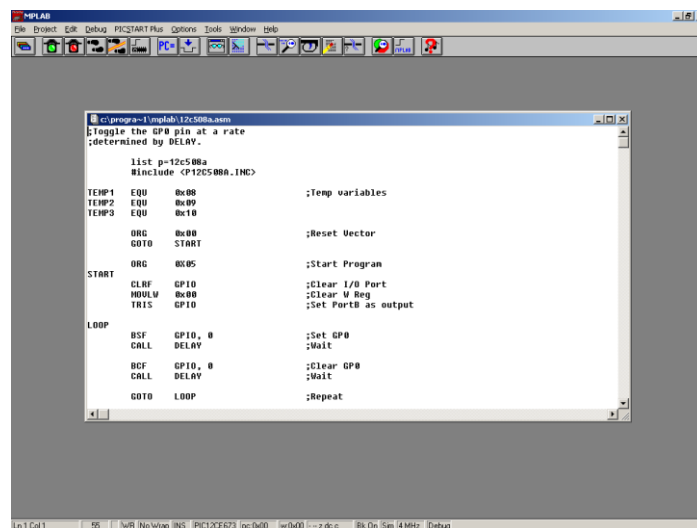 MPLAB
File Project Edit Debug PICSTART Plus Options Tools Window Help
PC=
c:\progra~1\mplab\12c508a.asm
;Toggle the GP0 pin at a rate
;determined by DELAY.
list p=12c508a
#include <P12C508A.INC>
TEMP1 EQU 0x08 ;Temp variables
TEMP2 EQU 0x09
TEMP3 EQU 0x10
ORG 0x00 ;Reset Vector
GOTO START
ORG 0X05 ;Start Program
START
CLRF GPIO ;Clear I/O Port
MOVLW 0x00 ;Clear W Reg
TRIS GPIO ;Set PortB as output
LOOP
BSF GPIO, 0 ;Set GP0
CALL DELAY ;Wait
BCF GPIO, 0 ;Clear GP0
CALL DELAY ;Wait
GOTO LOOP ;Repeat
Ln 1 Col 1 55 WR No Wrap INS PIC12CE673 pc:0x00 w:0x00 - - z dc c Bk On Sim 4 MHz Debug